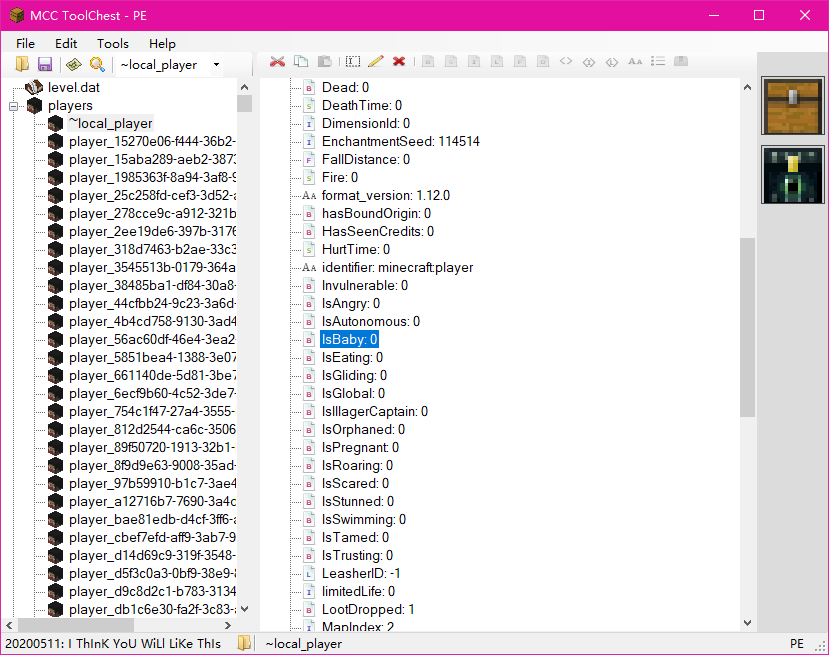 MCC ToolChest - PE
File Edit Tools Help
~local_player
level.dat
players
~local_player
player_15270e06-f444-36b2-
player_15aba289-aeb2-3873
player_1985363f-8a94-3af8-9
player_25c258fd-cef3-3d52-a
player_278cce9c-a912-321b
player_2ee19de6-397b-3176
player_318d7463-b2ae-33c3
player_3545513b-0179-364a
player_38485ba1-df84-30a8-
player_44cfbb24-9c23-3a6d-
player_4b4cd758-9130-3ad4
player_56ac60df-46e4-3ea2
player_5851bea4-1388-3e07
player_661140de-5d81-3be7
player_6ecf9b60-4c52-3de7-
player_754c1f47-27a4-3555-
player_812d2544-ca6c-3506
player_89f50720-1913-32b1-
player_8f9d9e63-9008-35ad-
player_97b59910-b1c7-3ae4
player_a12716b7-7690-3a4c
player_bae81edb-d4cf-3ff6-a
player_cbef7efd-aff9-3ab7-9
player_d14d69c9-319f-3548-
player_d5f3c0a3-0bf9-38e9-8
player_d9c8d2c1-b783-3134
player_db1c6e30-fa2f-3c83-a
Dead: 0
DeathTime: 0
DimensionId: 0
EnchantmentSeed: 114514
FallDistance: 0
Fire: 0
format_version: 1.12.0
hasBoundOrigin: 0
HasSeenCredits: 0
HurtTime: 0
identifier: minecraft:player
Invulnerable: 0
IsAngry: 0
IsAutonomous: 0
IsBaby: 0
IsEating: 0
IsGliding: 0
IsGlobal: 0
IsIllagerCaptain: 0
IsOrphaned: 0
IsPregnant: 0
IsRoaring: 0
IsScared: 0
IsStunned: 0
IsSwimming: 0
IsTamed: 0
IsTrusting: 0
LeasherID: -1
limitedLife: 0
LootDropped: 1
MapIndex: 2
20200511: I ThInK YoU WiLl LiKe ThIs
~local_player
PE